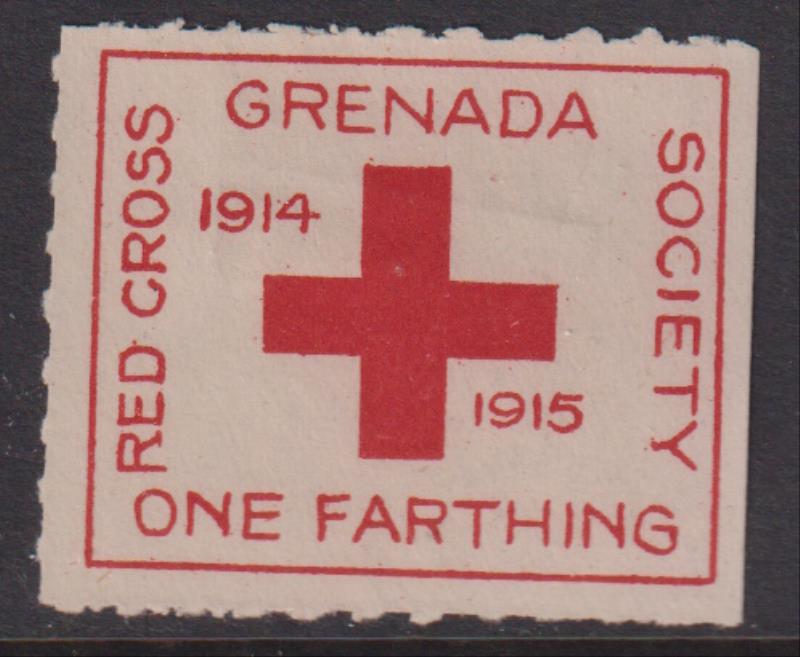 GRENADA
RED CROSS
SOCIETY
1914
1915
ONE FARTHING